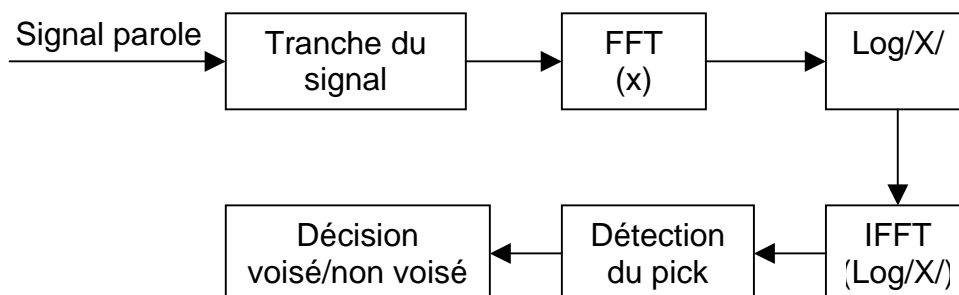 Signal parole
Tranche du
signal
FFT
(x)
Log/X/
Décision
voisé/non voisé
Détection
du pick
IFFT
(Log/X/)